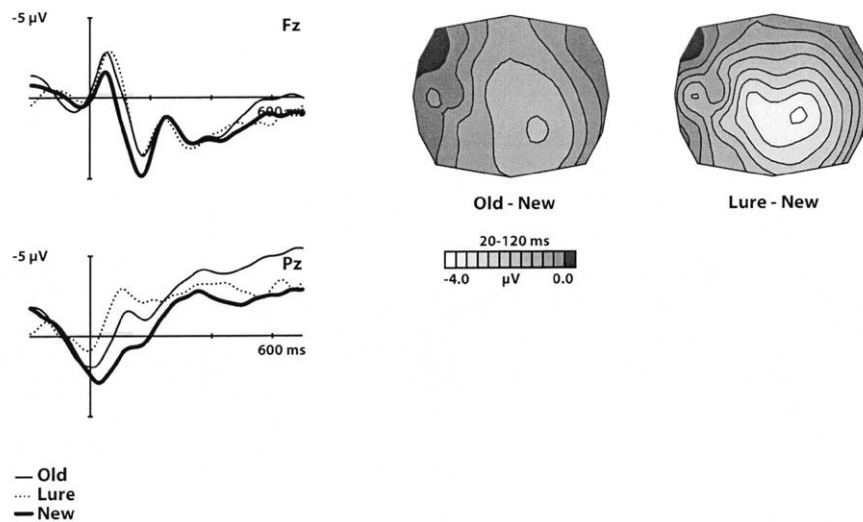 -5 µV
Fz
600 ms
-5 µV
Pz
600 ms
Old
Lure
New
Old - New
Lure - New
20-120 ms
-4.0 µV 0.0